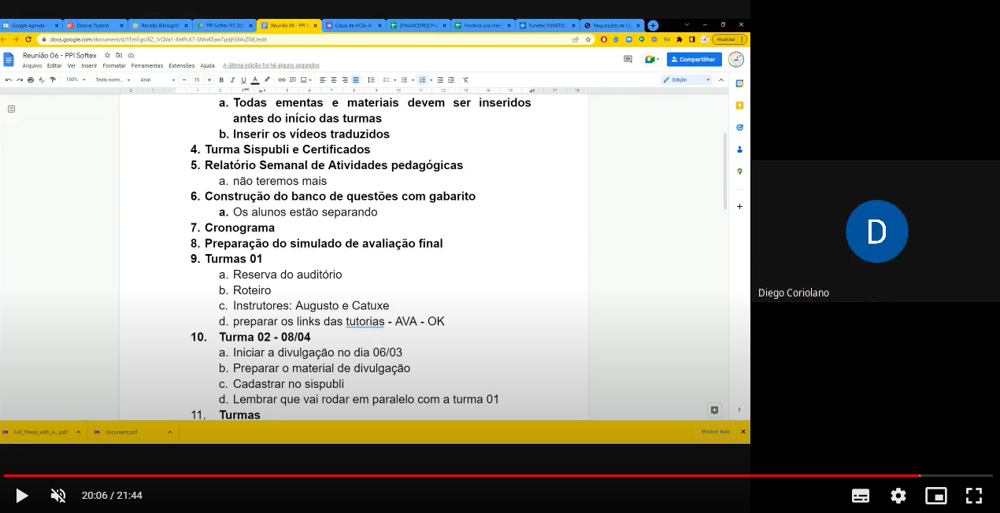 Google Agenda -
Dinove: Todoist
Revisão Bibliográf
PPI-Softex IFS 202
Reunião 06 - PPI S
Cópia de HCIA-AI
[FINANCEIRO] Pro
Horários pra men
Funetec FUNETEC
Requisições de Co
docs.google.com/document/d/
/edit
Atualizar
Reunião 06 - PPI Softex
Arquivo Editar Ver Inserir Formatar Ferramentas Extensões Ajuda A última edição foi há alguns segundos
Compartilhar
150% Texto norm... Arial 15 B I U A Edição
a. Todas ementas e materiais devem ser inseridos
antes do início das turmas
b. Inserir os vídeos traduzidos
4. Turma Sispubli e Certificados
5. Relatório Semanal de Atividades pedagógicas
a. não teremos mais
6. Construção do banco de questões com gabarito
a. Os alunos estão separando
7. Cronograma
8. Preparação do simulado de avaliação final
9. Turmas 01
a. Reserva do auditório
b. Roteiro
c. Instrutores: Augusto e Catuxe
d. preparar os links das tutorias - AVA - OK
10. Turma 02 - 08/04
a. Iniciar a divulgação no dia 06/03
b. Preparar o material de divulgação
c. Cadastrar no sispubli
d. Lembrar que vai rodar em paralelo com a turma 01
11. Turmas
Full_Thesis_with_A....pdf
document.pdf
Mostrar tudo
D
Diego Coriolano
20:06 / 21:44